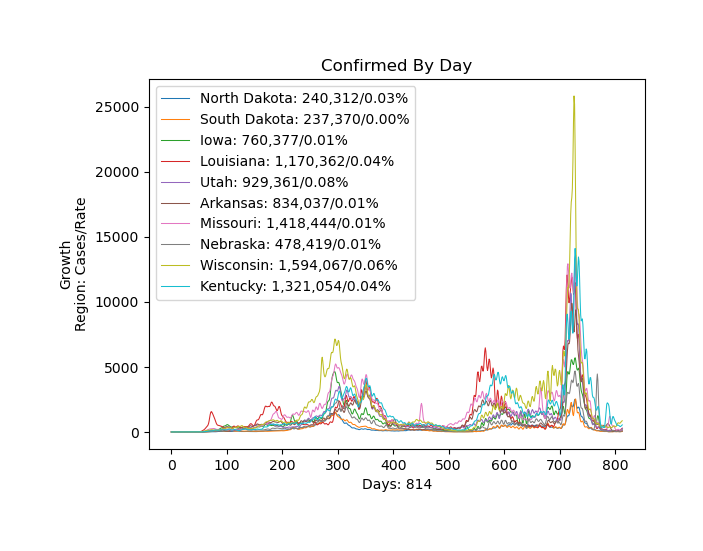 Confirmed By Day
25000
20000
15000
10000
5000
0
Growth
Region: Cases/Rate
North Dakota: 240,312/0.03%
South Dakota: 237,370/0.00%
Iowa: 760,377/0.01%
Louisiana: 1,170,362/0.04%
Utah: 929,361/0.08%
Arkansas: 834,037/0.01%
Missouri: 1,418,444/0.01%
Nebraska: 478,419/0.01%
Wisconsin: 1,594,067/0.06%
Kentucky: 1,321,054/0.04%
0 100 200 300 400 500 600 700 800
Days: 814